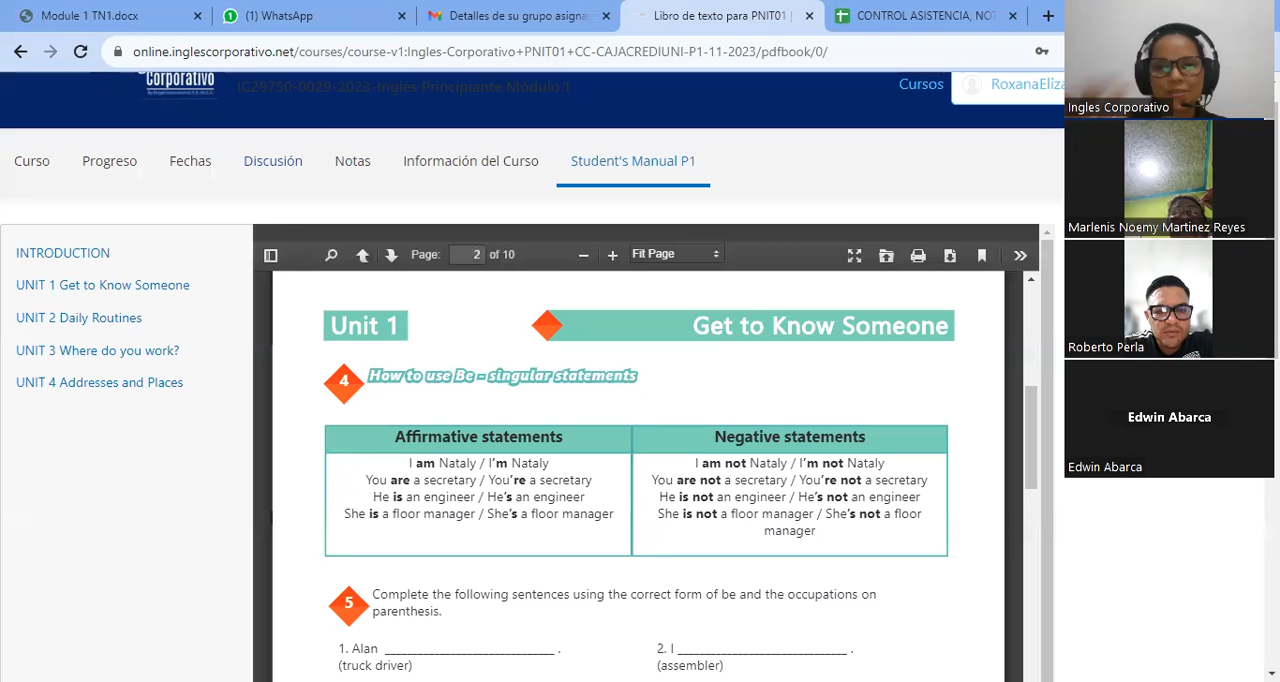 Module 1 TN1.docx
(1) WhatsApp
Detalles de su grupo asigna
Libro de texto para PNIT01
CONTROL ASISTENCIA, NOT
online.inglescorporativo.net/courses/course-v1:Ingles-Corporativo+PNIT01+CC-CAJACREDIUNI-P1-11-2023/pdfbook/0/
Corporativo
IC29750-0029-2023-Inglés Principiante Módulo I
Cursos
RoxanaEliza
Curso
Progreso
Fechas
Discusión
Notas
Información del Curso
Student's Manual P1
INTRODUCTION
UNIT 1 Get to Know Someone
UNIT 2 Daily Routines
UNIT 3 Where do you work?
UNIT 4 Addresses and Places
Page: 2 of 10
Fit Page
Unit 1
Get to Know Someone
4 How to use Be - singular statements
Affirmative statements
I am Nataly / I'm Nataly
You are a secretary / You're a secretary
He is an engineer / He's an engineer
She is a floor manager / She's a floor manager
Negative statements
I am not Nataly / I'm not Nataly
You are not a secretary / You're not a secretary
He is not an engineer / He's not an engineer
She is not a floor manager / She's not a floor
manager
5 Complete the following sentences using the correct form of be and the occupations on
parenthesis.
1. Alan ____________________________ .
(truck driver)
2. I ____________________________ .
(assembler)
Ingles Corporativo
Marlenis Noemy Martinez Reyes
Roberto Perla
Edwin Abarca
Edwin Abarca